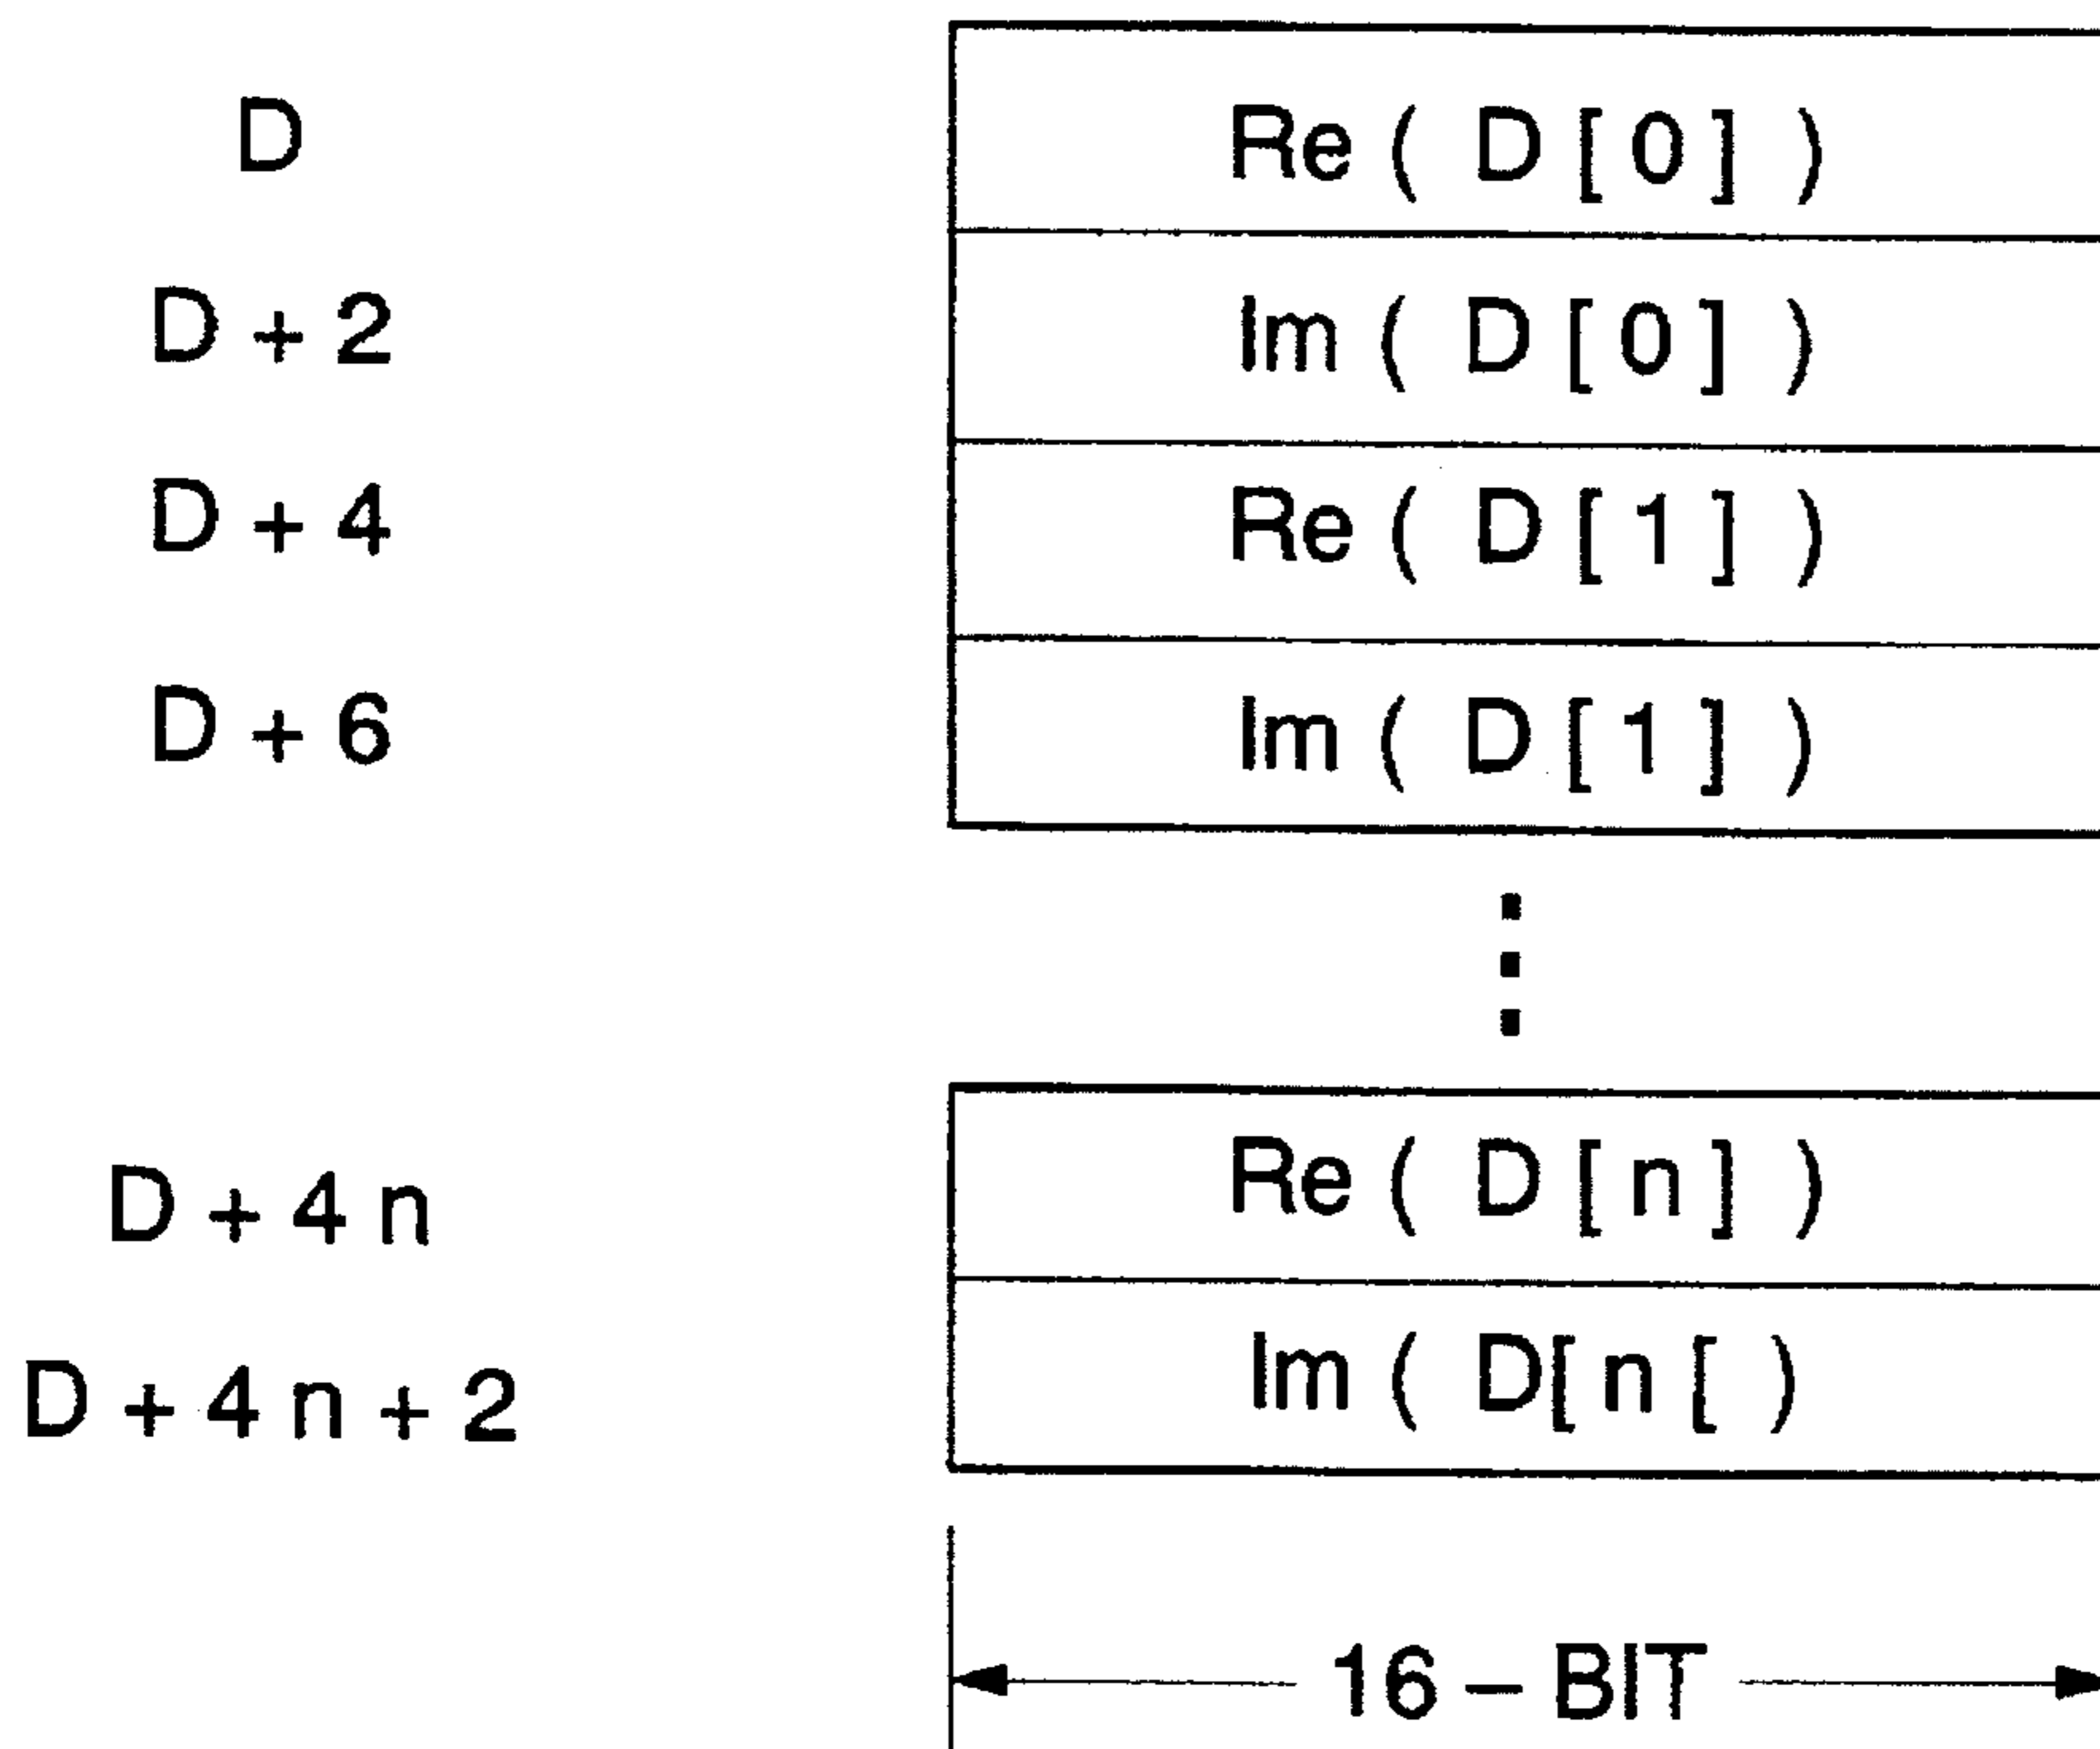 D Re ( D [ 0 ] )
D + 2 Im ( D [ 0 ] )
D + 4 Re ( D [ 1 ] )
D + 6 Im ( D [ 1 ] )
D + 4 n Re ( D [ n ] )
D + 4 n + 2 Im ( D[ n [ )
16 – BIT